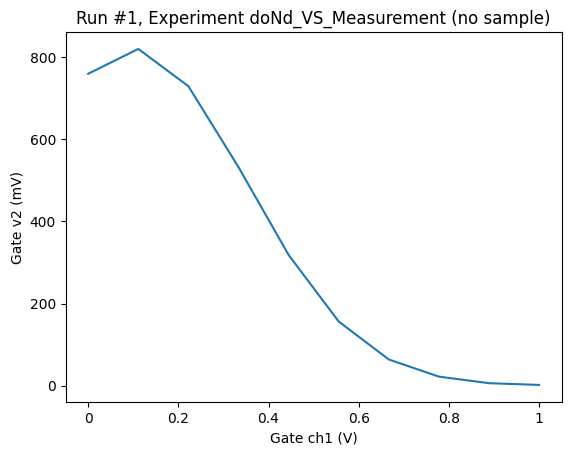 Run #1, Experiment doNd_VS_Measurement (no sample)
800
600
400
200
0
Gate v2 (mV)
0 0.2 0.4 0.6 0.8 1
Gate ch1 (V)